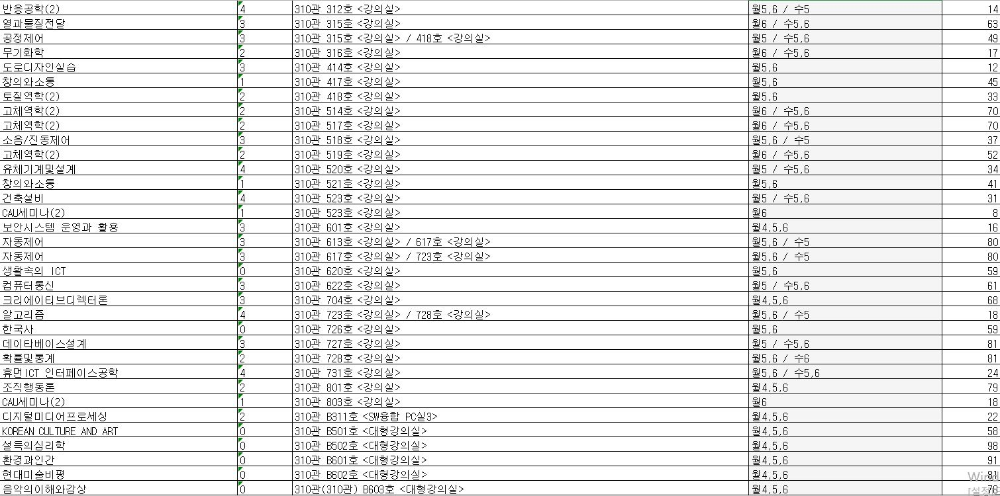 반응공학(2) 4 310관 312호 <강의실> 월5,6 / 수5 14
열과물질전달 3 310관 315호 <강의실> 월6 / 수5,6 63
공정제어 3 310관 315호 <강의실> / 418호 <강의실> 월5 / 수5,6 49
무기화학 2 310관 316호 <강의실> 월6 / 수5,6 17
도로디자인실습 3 310관 414호 <강의실> 월5,6 12
창의와소통 1 310관 417호 <강의실> 월5,6 45
토질역학(2) 2 310관 418호 <강의실> 월5,6 33
고체역학(2) 2 310관 514호 <강의실> 월6 / 수5,6 70
고체역학(2) 2 310관 517호 <강의실> 월6 / 수5,6 70
소음/진동제어 3 310관 518호 <강의실> 월5,6 / 수5 37
고체역학(2) 2 310관 519호 <강의실> 월6 / 수5,6 52
유체기계및설계 4 310관 520호 <강의실> 월5 / 수5,6 34
창의와소통 1 310관 521호 <강의실> 월5,6 41
건축설비 4 310관 523호 <강의실> 월5 / 수5,6 31
CAU세미나(2) 1 310관 523호 <강의실> 월6 8
보안시스템 운영과 활용 3 310관 601호 <강의실> 월4,5,6 16
자동제어 3 310관 613호 <강의실> / 617호 <강의실> 월5,6 / 수5 80
자동제어 3 310관 617호 <강의실> / 723호 <강의실> 월5,6 / 수5 80
생활속의 ICT 0 310관 620호 <강의실> 월5,6 59
컴퓨터통신 3 310관 622호 <강의실> 월5 / 수5,6 61
크리에이티브디렉터론 3 310관 704호 <강의실> 월4,5,6 68
알고리즘 4 310관 723호 <강의실> / 728호 <강의실> 월5,6 / 수5 18
한국사 0 310관 726호 <강의실> 월5,6 59
데이타베이스설계 3 310관 727호 <강의실> 월5 / 수5,6 81
확률및통계 2 310관 728호 <강의실> 월5,6 / 수6 81
휴먼ICT 인터페이스공학 4 310관 731호 <강의실> 월5,6 / 수5,6 24
조직행동론 2 310관 801호 <강의실> 월4,5,6 79
CAU세미나(2) 1 310관 803호 <강의실> 월6 18
디지털미디어프로세싱 2 310관 B311호 <SW융합 PC실3> 월4,5,6 22
KOREAN CULTURE AND ART 0 310관 B501호 <대형강의실> 월4,5,6 58
설득의심리학 0 310관 B502호 <대형강의실> 월4,5,6 98
환경과인간 0 310관 B601호 <대형강의실> 월4,5,6 91
현대미술비평 0 310관 B602호 <대형강의실> 월4,5,6 81
Wind
음악의이해와감상 0 310관(310관) B603호 <대형강의실> 월4,5,6 78
[설정]